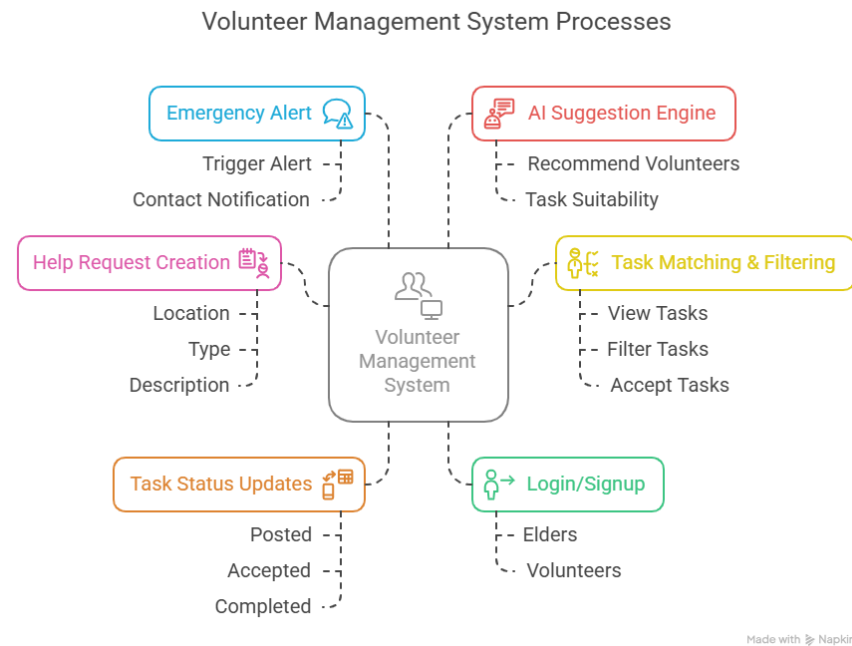 Volunteer Management System Processes
Emergency Alert
Trigger Alert
Contact Notification
AI Suggestion Engine
Recommend Volunteers
Task Suitability
Help Request Creation
Location
Type
Description
Volunteer
Management
System
Task Matching & Filtering
View Tasks
Filter Tasks
Accept Tasks
Task Status Updates
Posted
Accepted
Completed
Login/Signup
Elders
Volunteers
Made with Napkin